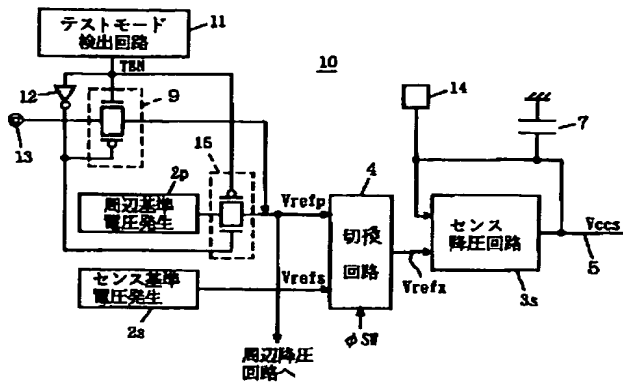 テストモード
検出回路
11
TEN
10
12
9
14
7
13
15
2p
周辺基準
電圧発生
Vrefp
4
切換
回路
センス
降圧回路
Vccs
5
3s
Vrefx
センス基準
電圧発生
Vrefs
2s
φSW
周辺降圧
回路へ